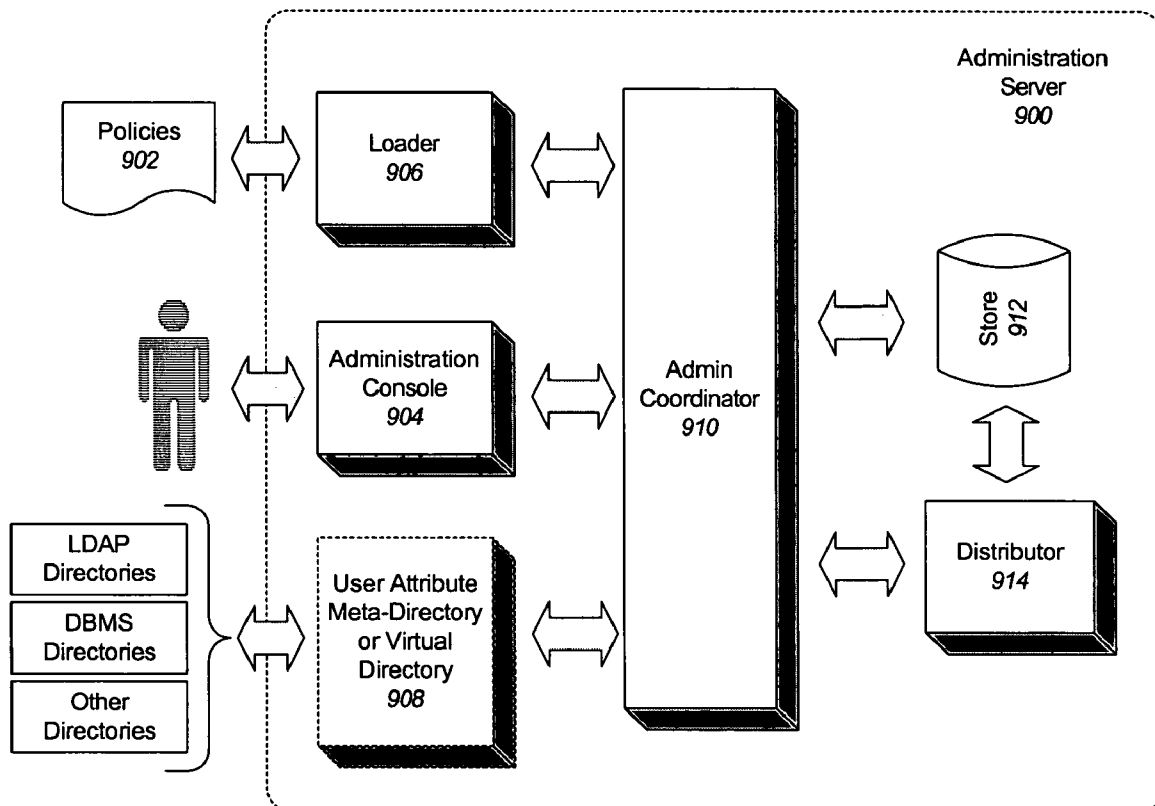 Administration
Server
900
Policies
902
Loader
906
Administration
Console
904
Admin
Coordinator
910
Store
912
LDAP
Directories
DBMS
Directories
Other
Directories
User Attribute
Meta-Directory
or Virtual
Directory
908
Distributor
914